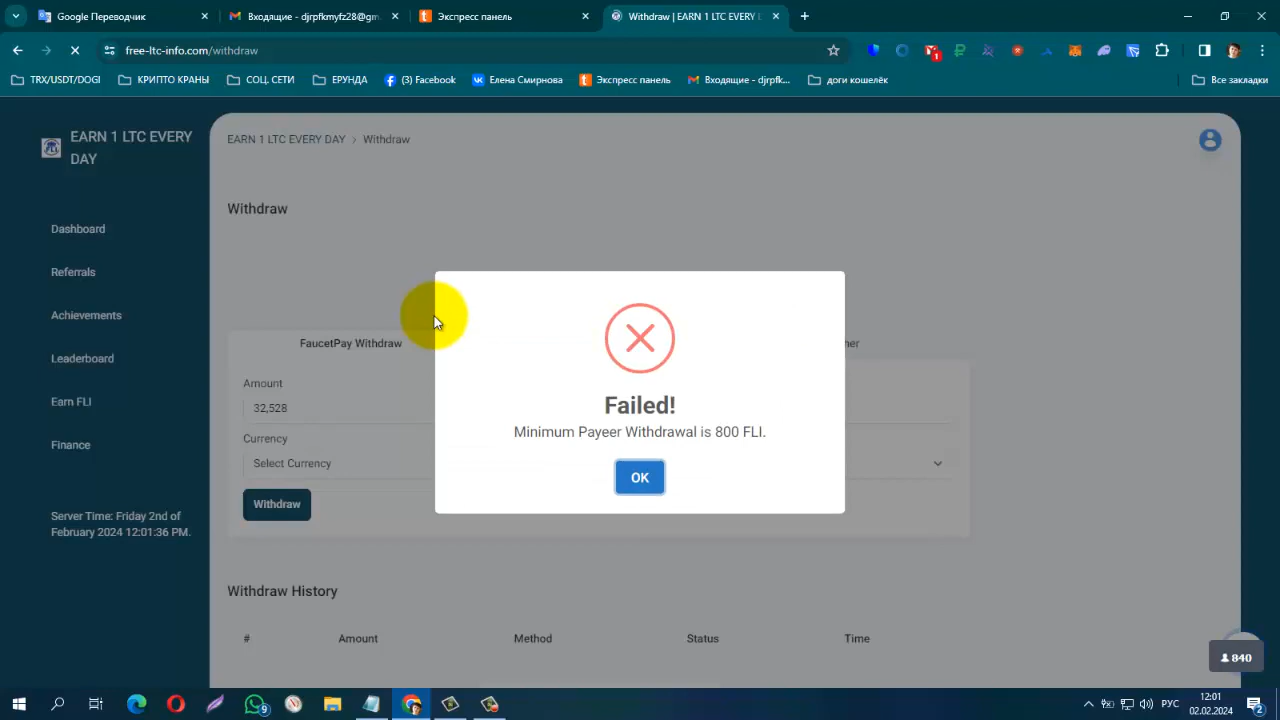 Google Переводчик
Входящие - djrpfkmyfz28@gm
Экспресс панель
Withdraw | EARN 1 LTC EVERY D
free-ltc-info.com/withdraw
1
TRX/USDT/DOGI
КРИПТО КРАНЫ
СОЦ. СЕТИ
ЕРУНДА
(3) Facebook
Елена Смирнова
Экспресс панель
Входящие - djrpfk...
доги кошелёк
Все закладки
EARN 1 LTC EVERY
DAY
EARN 1 LTC EVERY DAY > Withdraw
Dashboard
Referrals
Achievements
Leaderboard
Earn FLI
Finance
Server Time: Friday 2nd of
February 2024 12:01:36 PM.
Withdraw
FaucetPay Withdraw
her
Amount
32,528
Currency
Select Currency
Withdraw
Failed!
Minimum Payeer Withdrawal is 800 FLI.
OK
Withdraw History
# Amount Method Status Time
840
9
РУС
12:01
02.02.2024
2